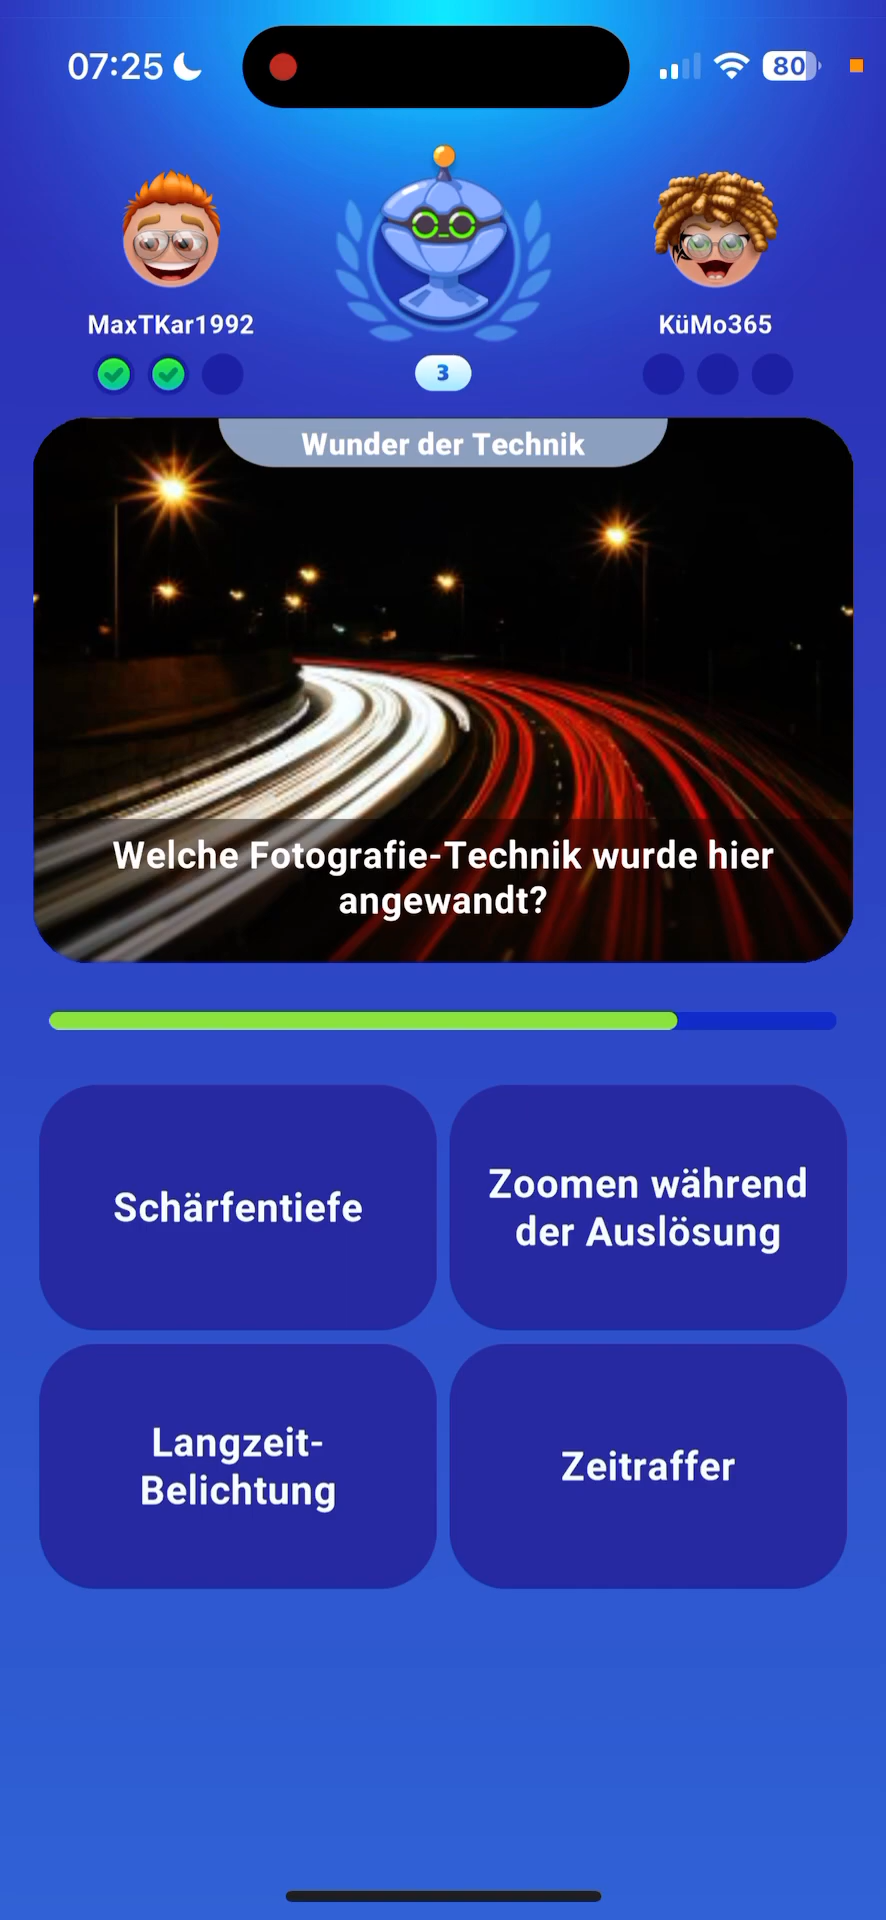 07:25
80
MaxTKar1992
KüMo365
3
Wunder der Technik
Welche Fotografie-Technik wurde hier
angewandt?
Schärfentiefe
Zoomen während
der Auslösung
Langzeit-
Belichtung
Zeitraffer